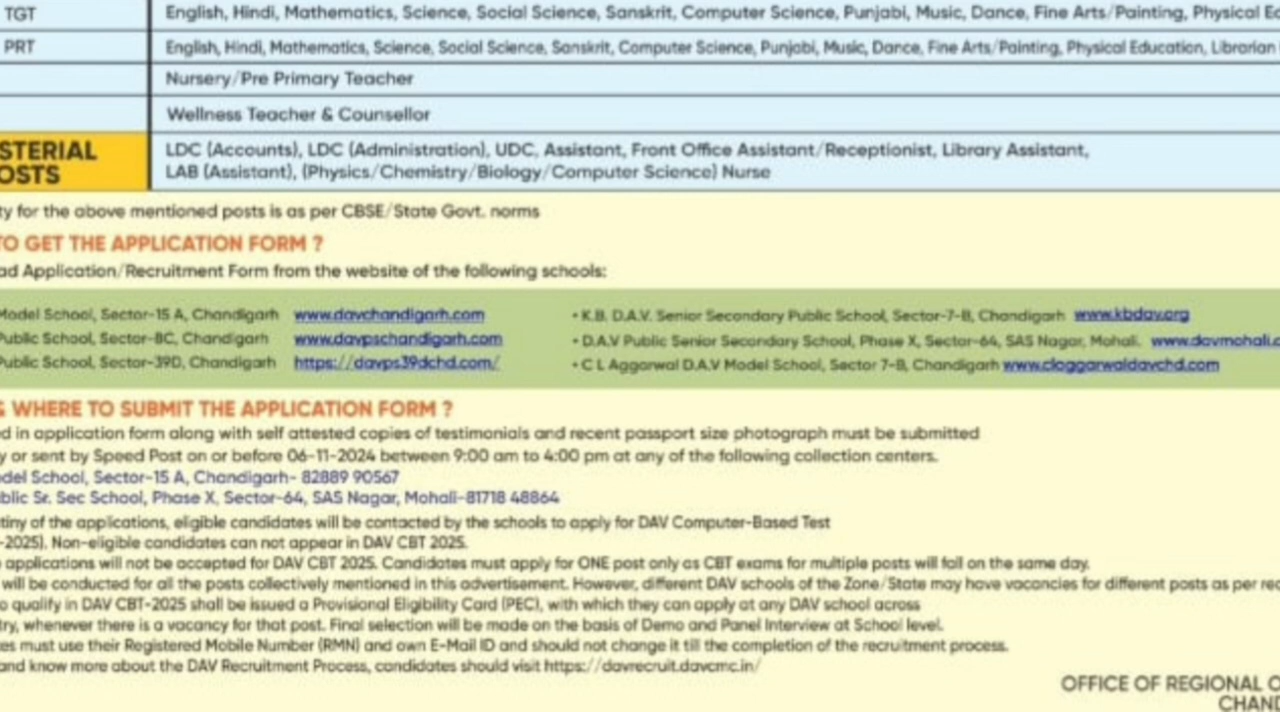 TGT English, Hindi, Mathematics, Science, Social Science, Sanskrit, Computer Science, Punjabi, Music, Dance, Fine Arts/Painting, Physical Ed
PRT English, Hindi, Mathematics, Science, Social Science, Sanskrit, Computer Science, Punjabi, Music, Dance, Fine Arts/Painting, Physical Education, Librarian
Nursery/Pre Primary Teacher
Wellness Teacher & Counsellor
STERIAL
OSTS
LDC (Accounts), LDC (Administration), UDC, Assistant, Front Office Assistant/Receptionist, Library Assistant,
LAB (Assistant), (Physics/Chemistry/Biology/Computer Science) Nurse
ty for the above mentioned posts is as per CBSE/State Govt. norms
TO GET THE APPLICATION FORM ?
ad Application/Recruitment Form from the website of the following schools:
Model School, Sector-15 A, Chandigarh www.davchandigarh.com • K.B. D.A.V. Senior Secondary Public School, Sector-7-B, Chandigarh www.kbdav.org
Public School, Sector-8C, Chandigarh www.davpschandigarh.com • D.A.V Public Senior Secondary School, Phase X, Sector-64, SAS Nagar, Mohali. www.davmohali.c
Public School, Sector-39D, Chandigarh https://davps39dchd.com/ • C L Aggarwal D.A.V Model School, Sector 7-B, Chandigarh www.claggarwaldavchd.com
& WHERE TO SUBMIT THE APPLICATION FORM ?
d in application form along with self attested copies of testimonials and recent passport size photograph must be submitted
y or sent by Speed Post on or before 06-11-2024 between 9:00 am to 4:00 pm at any of the following collection centers.
del School, Sector-15 A, Chandigarh- 82889 90567
blic Sr. Sec School, Phase X, Sector-64, SAS Nagar, Mohali-81718 48864
tiny of the applications, eligible candidates will be contacted by the schools to apply for DAV Computer-Based Test
-2025). Non-eligible candidates can not appear in DAV CBT 2025.
applications will not be accepted for DAV CBT 2025. Candidates must apply for ONE post only as CBT exams for multiple posts will fall on the same day.
will be conducted for all the posts collectively mentioned in this advertisement. However, different DAV schools of the Zone/State may have vacancies for different posts as per req
o qualify in DAV CBT-2025 shall be issued a Provisional Eligibility Card (PEC), with which they can apply at any DAV school across
try, whenever there is a vacancy for that post. Final selection will be made on the basis of Demo and Panel Interview at School level.
es must use their Registered Mobile Number (RMN) and own E-Mail ID and should not change it till the completion of the recruitment process.
and know more about the DAV Recruitment Process, candidates should visit https://davrecruit.davcmc.in/
OFFICE OF REGIONAL O
CHAND